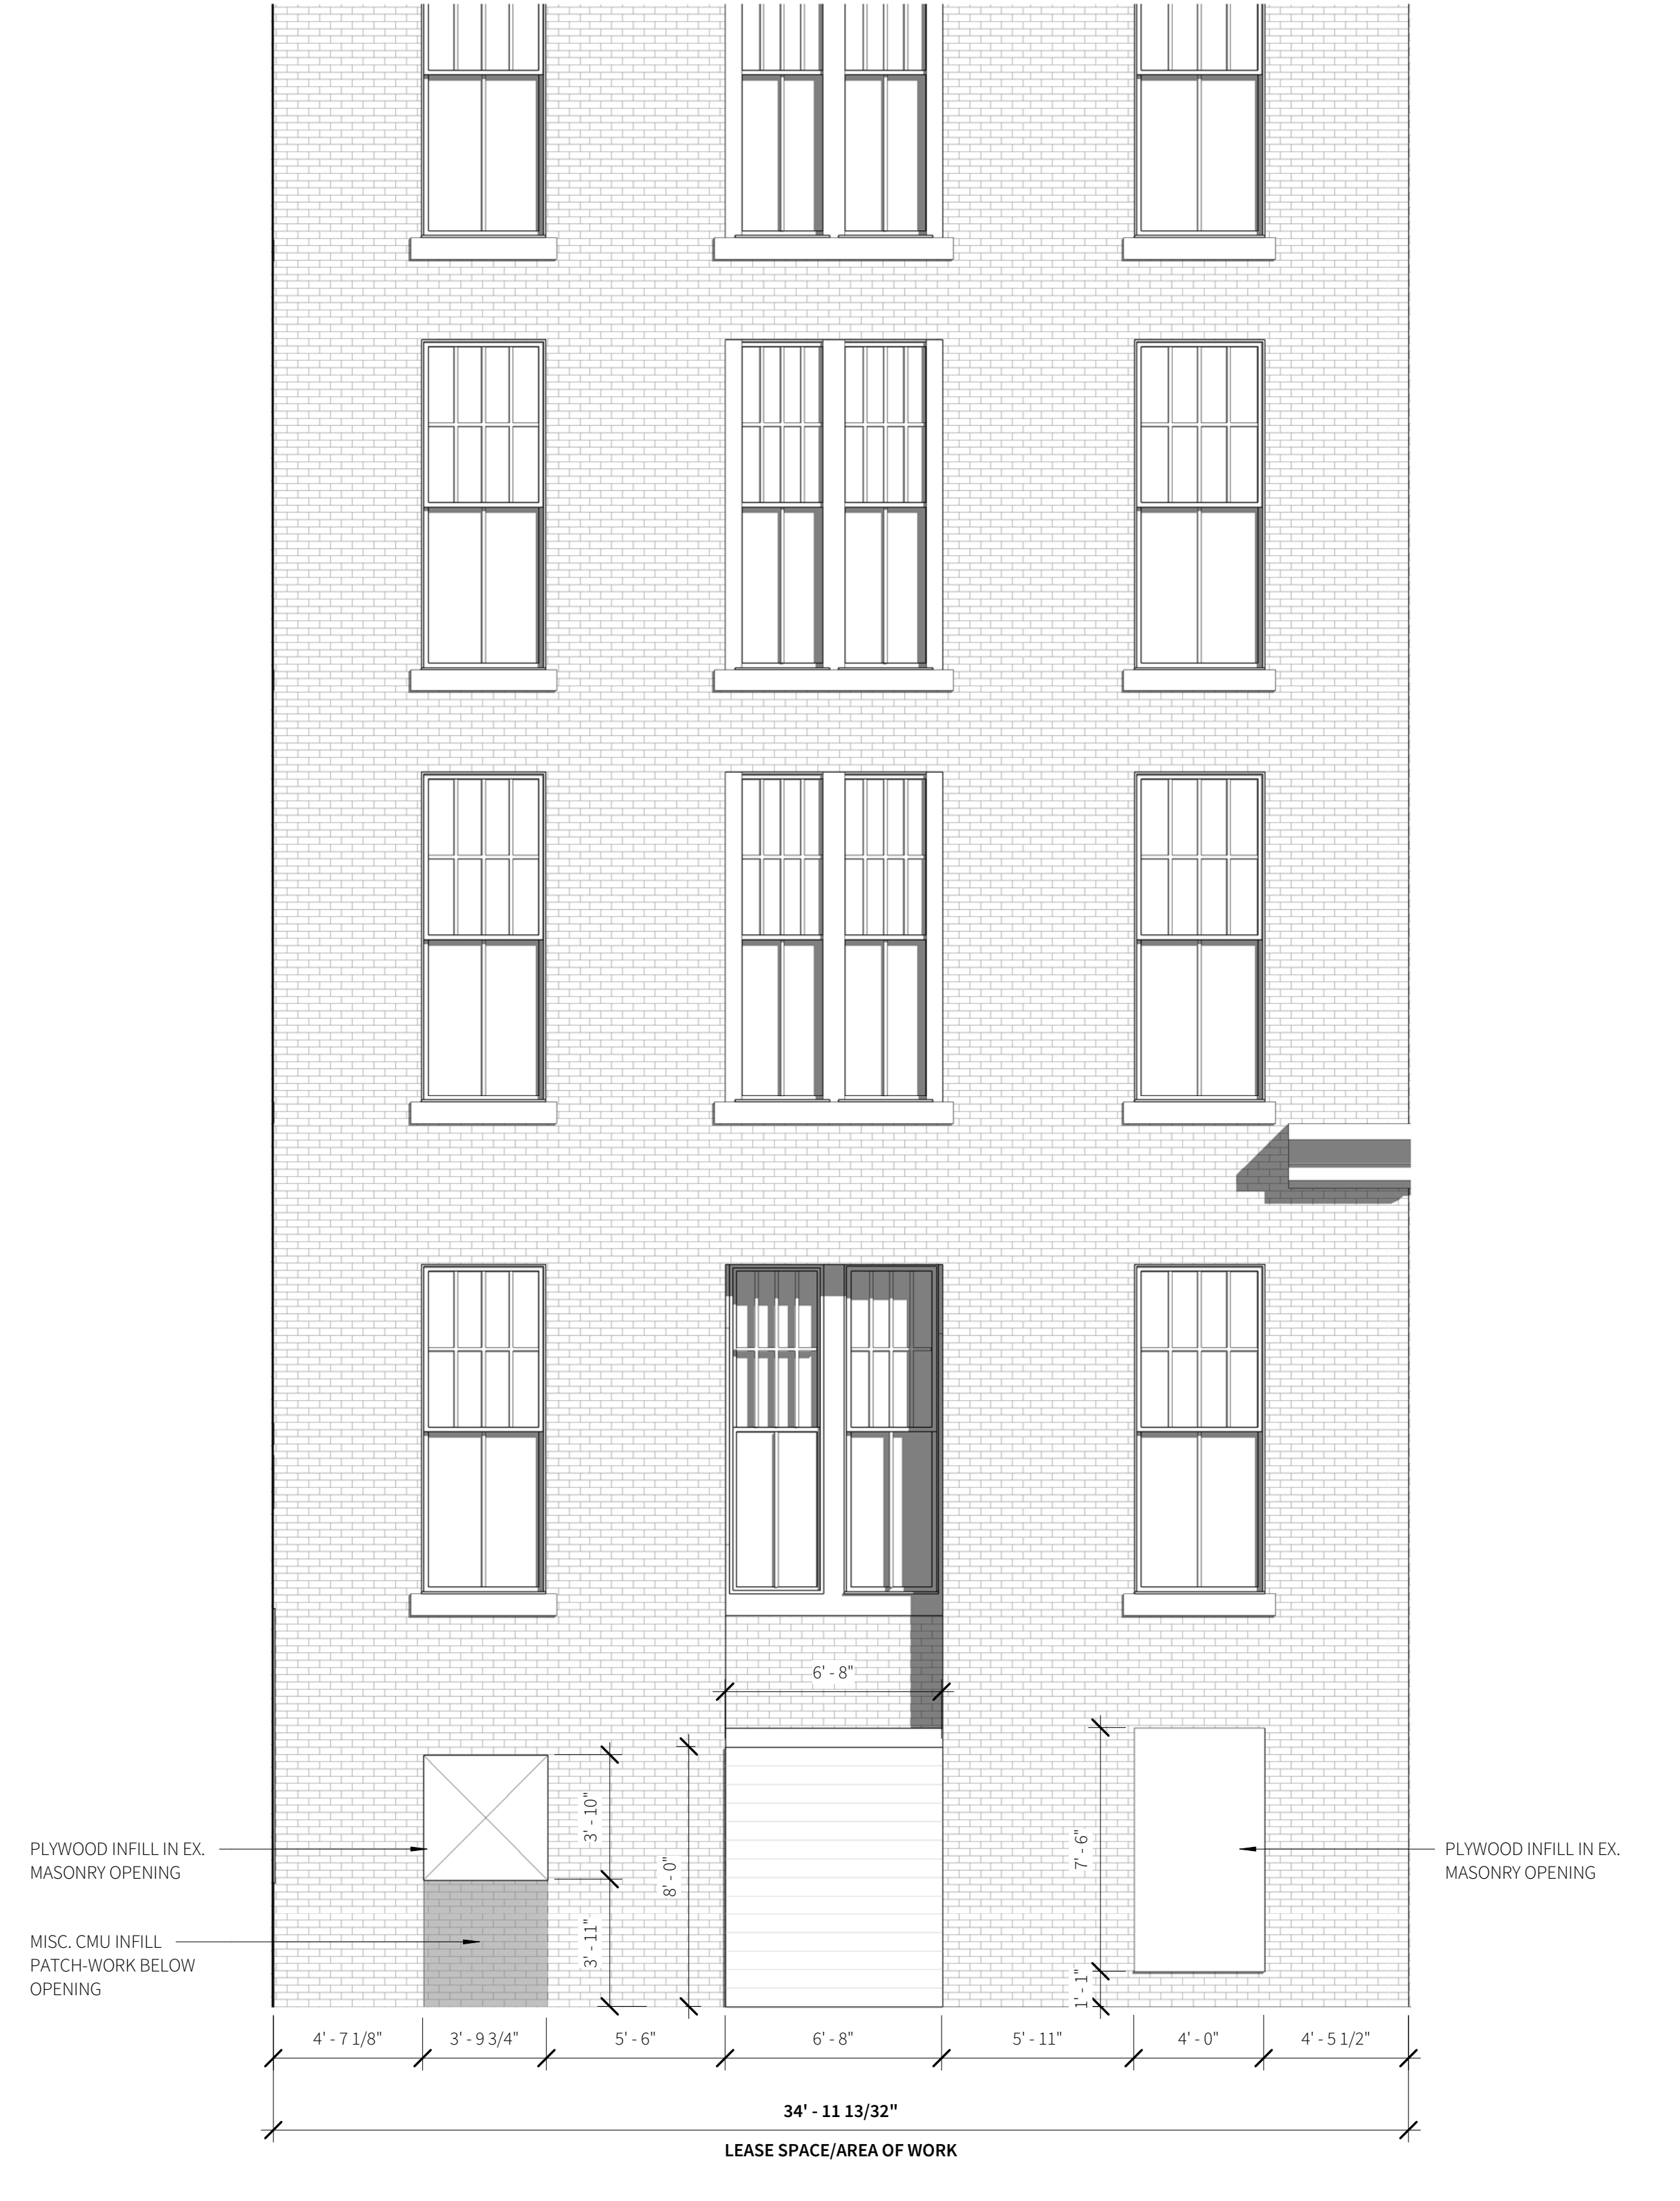 6' - 8"
3' - 10"
8' - 0"
7' - 6"
PLYWOOD INFILL IN EX.
MASONRY OPENING
PLYWOOD INFILL IN EX.
MASONRY OPENING
MISC. CMU INFILL
PATCH-WORK BELOW
OPENING
3' - 11"
1' - 1"
4' - 7 1/8"
3' - 9 3/4"
5' - 6"
6' - 8"
5' - 11"
4' - 0"
4' - 5 1/2"
34' - 11 13/32"
LEASE SPACE/AREA OF WORK